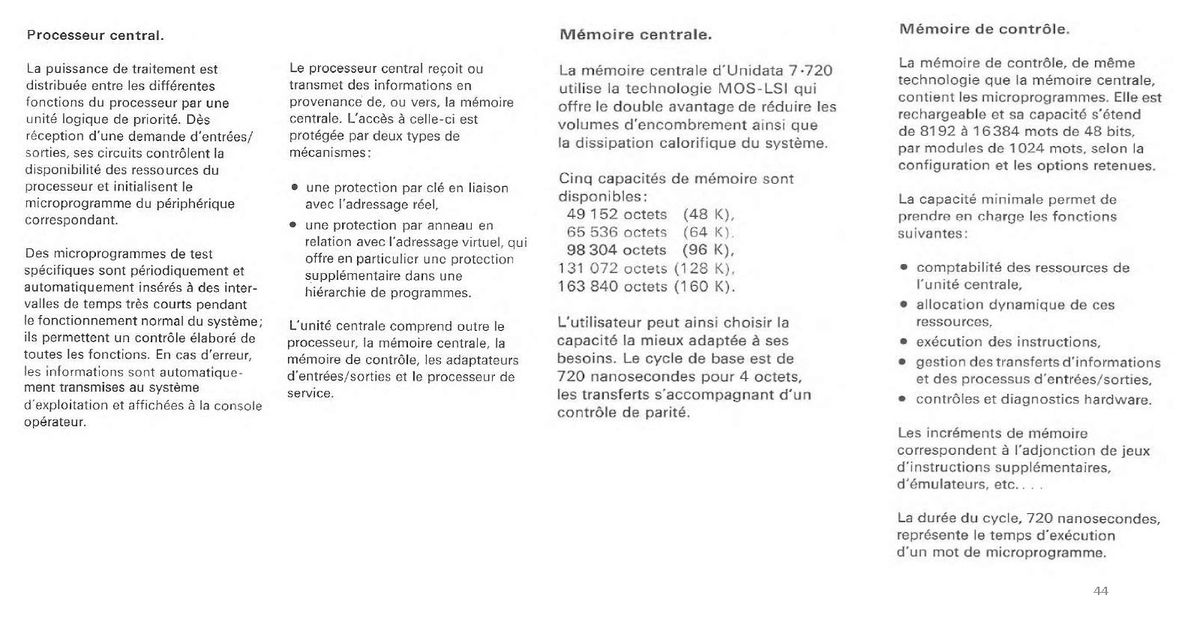 Processeur central.
La puissance de traitement est
distribuée entre les différentes
fonctions du processeur par une
unité logique de priorité. Dès
réception d'une demande d'entrées/
sorties, ses circuits contrôlent la
disponibilité des ressources du
processeur et initialisent le
microprogramme du périphérique
correspondant.
Des microprogrammes de test
spécifiques sont périodiquement et
automatiquement insérés à des inter-
valles de temps très courts pendant
le fonctionnement normal du système;
ils permettent un contrôle élaboré de
toutes les fonctions. En cas d'erreur,
les informations sont automatique-
ment transmises au système
d'exploitation et affichées à la console
opérateur.
Le processeur central reçoit ou
transmet des informations en
provenance de, ou vers, la mémoire
centrale. L'accès à celle-ci est
protégée par deux types de
mécanismes:
• une protection par clé en liaison
avec l'adressage réel,
• une protection par anneau en
relation avec l'adressage virtuel, qui
offre en particulier une protection
supplémentaire dans une
hiérarchie de programmes.
L'unité centrale comprend outre le
processeur, la mémoire centrale, la
mémoire de contrôle, les adaptateurs
d'entrées/sorties et le processeur de
service.
Mémoire centrale.
La mémoire centrale d'Unidata 7·720
utilise la technologie MOS-LSI qui
offre le double avantage de réduire les
volumes d'encombrement ainsi que
la dissipation calorifique du système.
Cinq capacités de mémoire sont
disponibles:
49 152 octets (48 K),
65 536 octets (64 K).
98 304 octets (96 K),
131 072 octets (128 K),
163 840 octets (160 K).
L'utilisateur peut ainsi choisir la
capacité la mieux adaptée à ses
besoins. Le cycle de base est de
720 nanosecondes pour 4 octets,
les transferts s'accompagnant d'un
contrôle de parité.
Mémoire de contrôle.
La mémoire de contrôle, de même
technologie que la mémoire centrale,
contient les microprogrammes. Elle est
rechargeable et sa capacité s'étend
de 8192 à 16384 mots de 48 bits,
par modules de 1024 mots, selon la
configuration et les options retenues.
La capacité minimale permet de
prendre en charge les fonctions
suivantes:
• comptabilité des ressources de
l'unité centrale,
• allocation dynamique de ces
ressources,
• exécution des instructions,
• gestion des transferts d'informations
et des processus d'entrées/sorties,
• contrôles et diagnostics hardware.
Les incréments de mémoire
correspondent à l'adjonction de jeux
d'instructions supplémentaires,
d'émulateurs, etc....
La durée du cycle, 720 nanosecondes,
représente le temps d'exécution
d'un mot de microprogramme.
44